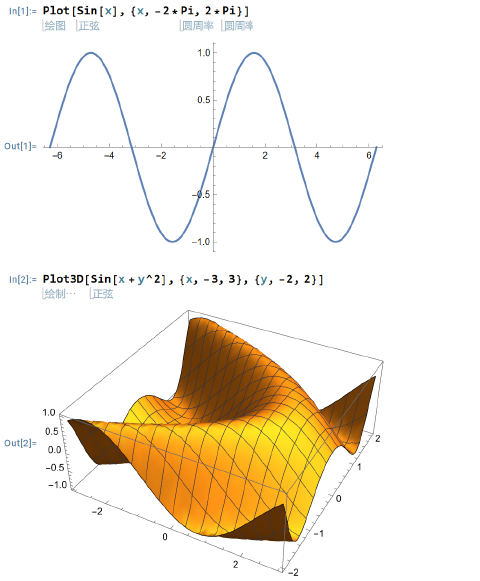 In[1]:= Plot[Sin[x], {x, -2*Pi, 2*Pi}]
绘图 正弦 圆周率 圆周率
1.0
0.5
Out[1]= -6 -4 -2 2 4 6
-0.5
-1.0
In[2]:= Plot3D[Sin[x + y^2], {x, -3, 3}, {y, -2, 2}]
绘制⋯ 正弦
1.0
0.5
Out[2]= 0.0
-0.5
-1.0
-2
0
2
-2
-1
0
1
2